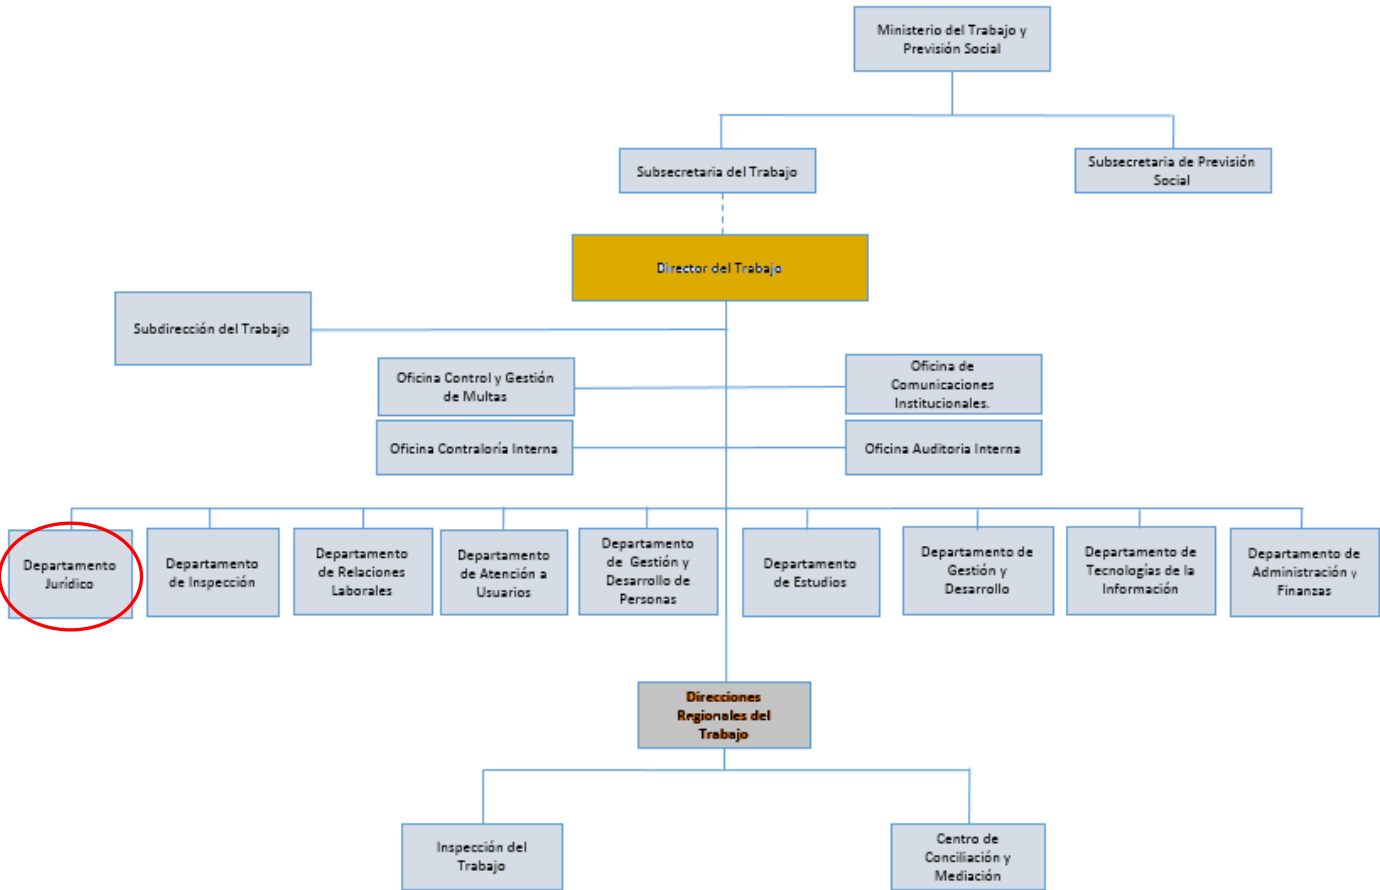 Ministerio del Trabajo y
Previsión Social
Subsecretaria del Trabajo
Subsecretaria de Previsión
Social
Director del Trabajo
Subdirección del Trabajo
Oficina Control y Gestión
de Multas
Oficina de
Comunicaciones
Institucionales.
Oficina Contraloría Interna
Oficina Auditoria Interna
Departamento
Jurídico
Departamento
de Inspección
Departamento
de Relaciones
Laborales
Departamento
de Atención a
Usuarios
Departamento
de Gestión y
Desarrollo de
Personas
Departamento
de Estudios
Departamento de
Gestión y
Desarrollo
Departamento de
Tecnologías de la
Información
Departamento de
Administración y
Finanzas
Direcciones
Regionales del
Trabajo
Inspección del
Trabajo
Centro de
Conciliación y
Mediación